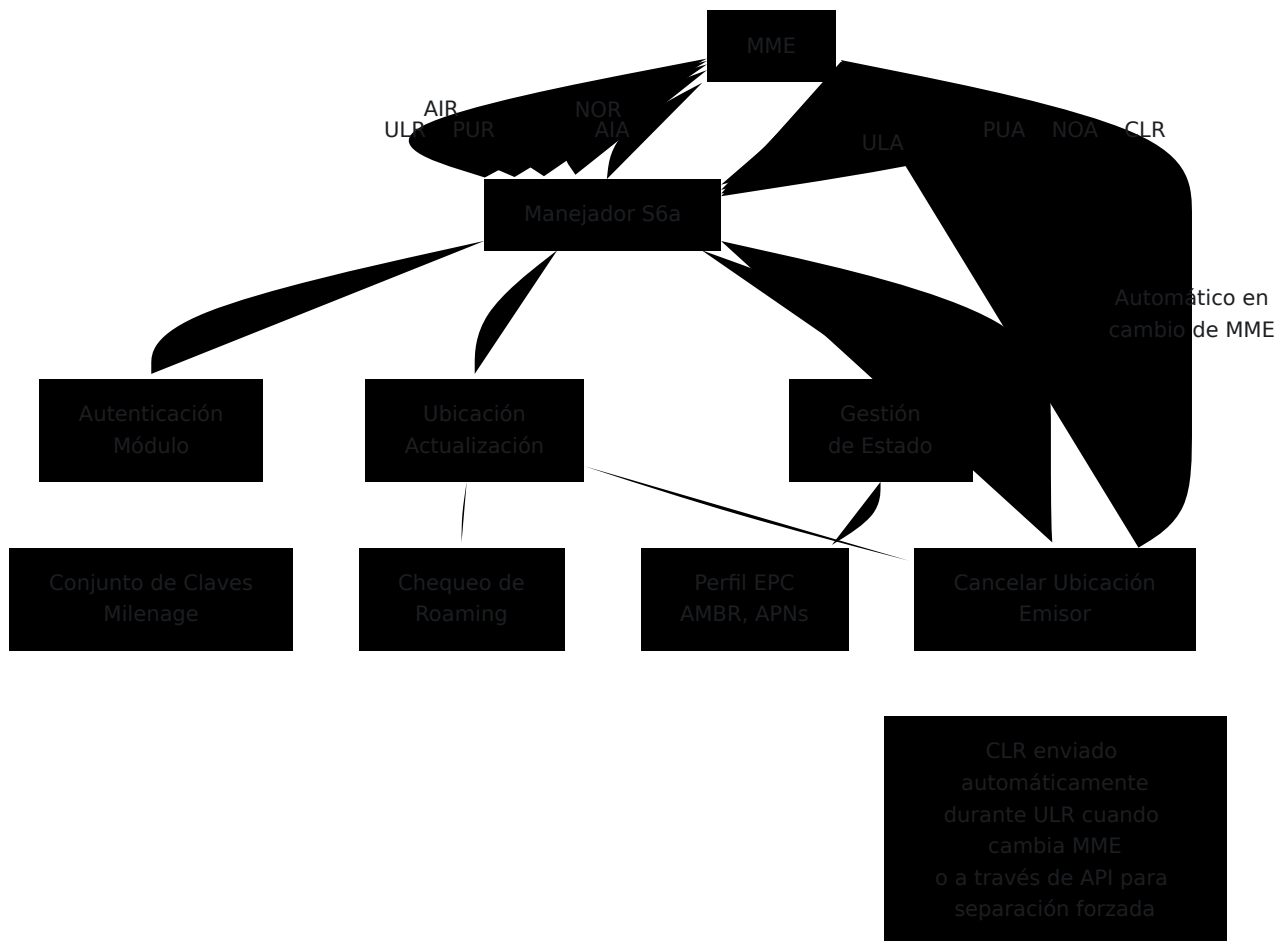 MME
AIR
NOR
ULR
PUR
AIA
PUA
NOA
CLR
ULA
Manejador S6a
Automático en
cambio de MME
Autenticación
Módulo
Ubicación
Actualización
Gestión
de Estado
Conjunto de Claves
Milenage
Chequeo de
Roaming
Perfil EPC
AMBR, APNs
Cancelar Ubicación
Emisor
CLR enviado
automáticamente
durante ULR cuando
cambia MME
o a través de API para
separación forzada